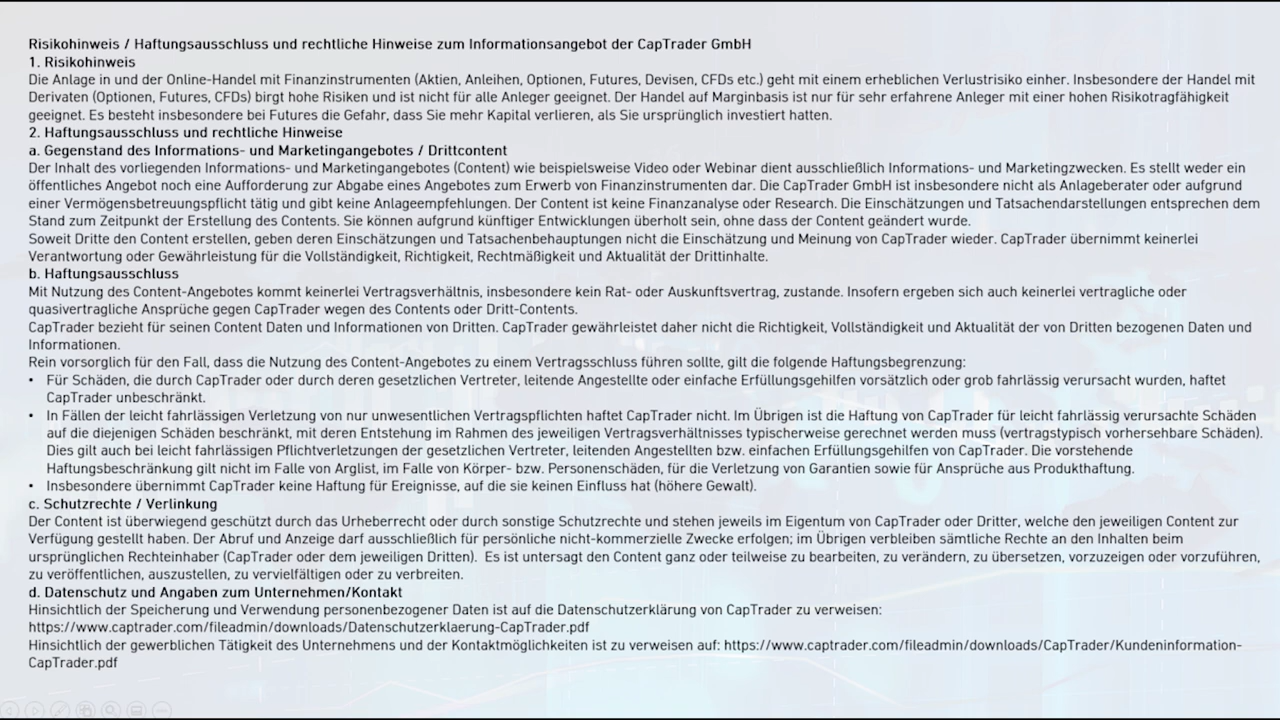 Risikohinweis / Haftungsausschluss und rechtliche Hinweise zum Informationsangebot der CapTrader GmbH
1. Risikohinweis
Die Anlage in und der Online-Handel mit Finanzinstrumenten (Aktien, Anleihen, Optionen, Futures, Devisen, CFDs etc.) geht mit einem erheblichen Verlustrisiko einher. Insbesondere der Handel mit
Derivaten (Optionen, Futures, CFDs) birgt hohe Risiken und ist nicht für alle Anleger geeignet. Der Handel auf Marginbasis ist nur für sehr erfahrene Anleger mit einer hohen Risikotragfähigkeit
geeignet. Es besteht insbesondere bei Futures die Gefahr, dass Sie mehr Kapital verlieren, als Sie ursprünglich investiert hatten.
2. Haftungsausschluss und rechtliche Hinweise
a. Gegenstand des Informations- und Marketingangebotes / Drittcontent
Der Inhalt des vorliegenden Informations- und Marketingangebotes (Content) wie beispielsweise Video oder Webinar dient ausschließlich Informations- und Marketingzwecken. Es stellt weder ein
öffentliches Angebot noch eine Aufforderung zur Abgabe eines Angebotes zum Erwerb von Finanzinstrumenten dar. Die CapTrader GmbH ist insbesondere nicht als Anlageberater oder aufgrund
einer Vermögensbetreuungspflicht tätig und gibt keine Anlageempfehlungen. Der Content ist keine Finanzanalyse oder Research. Die Einschätzungen und Tatsachendarstellungen entsprechen dem
Stand zum Zeitpunkt der Erstellung des Contents. Sie können aufgrund künftiger Entwicklungen überholt sein, ohne dass der Content geändert wurde.
Soweit Dritte den Content erstellen, geben deren Einschätzungen und Tatsachenbehauptungen nicht die Einschätzung und Meinung von CapTrader wieder. CapTrader übernimmt keinerlei
Verantwortung oder Gewährleistung für die Vollständigkeit, Richtigkeit, Rechtmäßigkeit und Aktualität der Drittinhalte.
b. Haftungsausschluss
Mit Nutzung des Content-Angebotes kommt keinerlei Vertragsverhältnis, insbesondere kein Rat- oder Auskunftsvertrag, zustande. Insofern ergeben sich auch keinerlei vertragliche oder
quasivertragliche Ansprüche gegen CapTrader wegen des Contents oder Dritt-Contents.
CapTrader bezieht für seinen Content Daten und Informationen von Dritten. CapTrader gewährleistet daher nicht die Richtigkeit, Vollständigkeit und Aktualität der von Dritten bezogenen Daten und
Informationen.
Rein vorsorglich für den Fall, dass die Nutzung des Content-Angebotes zu einem Vertragsschluss führen sollte, gilt die folgende Haftungsbegrenzung:
• Für Schäden, die durch CapTrader oder durch deren gesetzlichen Vertreter, leitende Angestellte oder einfache Erfüllungsgehilfen vorsätzlich oder grob fahrlässig verursacht wurden, haftet
CapTrader unbeschränkt.
• In Fällen der leicht fahrlässigen Verletzung von nur unwesentlichen Vertragspflichten haftet CapTrader nicht. Im Übrigen ist die Haftung von CapTrader für leicht fahrlässig verursachte Schäden
auf die diejenigen Schäden beschränkt, mit deren Entstehung im Rahmen des jeweiligen Vertragsverhältnisses typischerweise gerechnet werden muss (vertragstypisch vorhersehbare Schäden).
Dies gilt auch bei leicht fahrlässigen Pflichtverletzungen der gesetzlichen Vertreter, leitenden Angestellten bzw. einfachen Erfüllungsgehilfen von CapTrader. Die vorstehende
Haftungsbeschränkung gilt nicht im Falle von Arglist, im Falle von Körper- bzw. Personenschäden, für die Verletzung von Garantien sowie für Ansprüche aus Produkthaftung.
• Insbesondere übernimmt CapTrader keine Haftung für Ereignisse, auf die sie keinen Einfluss hat (höhere Gewalt).
c. Schutzrechte / Verlinkung
Der Content ist überwiegend geschützt durch das Urheberrecht oder durch sonstige Schutzrechte und stehen jeweils im Eigentum von CapTrader oder Dritter, welche den jeweiligen Content zur
Verfügung gestellt haben. Der Abruf und Anzeige darf ausschließlich für persönliche nicht-kommerzielle Zwecke erfolgen; im Übrigen verbleiben sämtliche Rechte an den Inhalten beim
ursprünglichen Rechteinhaber (CapTrader oder dem jeweiligen Dritten). Es ist untersagt den Content ganz oder teilweise zu bearbeiten, zu verändern, zu übersetzen, vorzuzeigen oder vorzuführen,
zu veröffentlichen, auszustellen, zu vervielfältigen oder zu verbreiten.
d. Datenschutz und Angaben zum Unternehmen/Kontakt
Hinsichtlich der Speicherung und Verwendung personenbezogener Daten ist auf die Datenschutzerklärung von CapTrader zu verweisen:
https://www.captrader.com/fileadmin/downloads/Datenschutzerklaerung-CapTrader.pdf
Hinsichtlich der gewerblichen Tätigkeit des Unternehmens und der Kontaktmöglichkeiten ist zu verweisen auf: https://www.captrader.com/fileadmin/downloads/CapTrader/Kundeninformation-
CapTrader.pdf